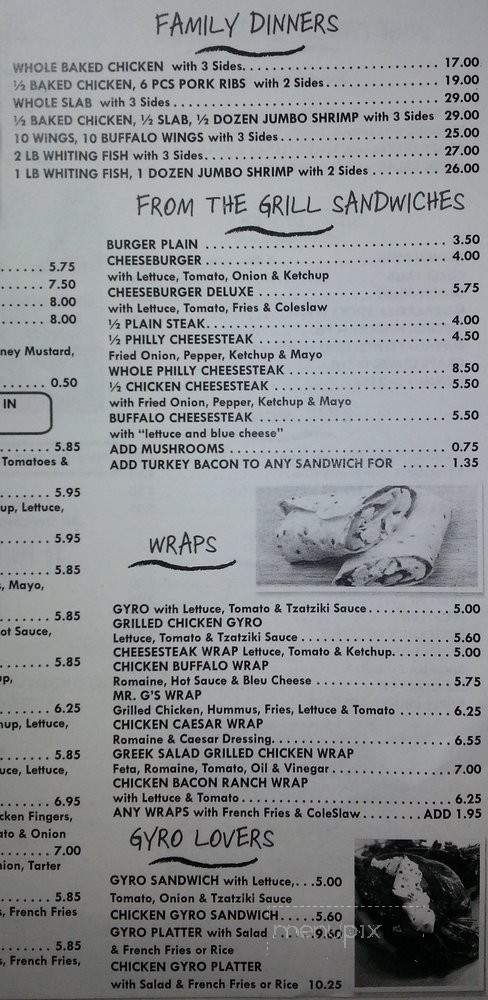 FAMILY DINNERS
WHOLE BAKED CHICKEN with 3 Sides. 17.00
½ BAKED CHICKEN, 6 PCS PORK RIBS with 2 Sides 19.00
WHOLE SLAB with 3 Sides 29.00
½ BAKED CHICKEN, ½ SLAB, ½ DOZEN JUMBO SHRIMP with 3 Sides 29.00
10 WINGS, 10 BUFFALO WINGS with 3 Sides 25.00
2 LB WHITING FISH with 3 Sides. 27.00
1 LB WHITING FISH, 1 DOZEN JUMBO SHRIMP with 2 Sides 26.00
FROM THE GRILL SANDWICHES
BURGER PLAIN 3.50
CHEESEBURGER 4.00
with Lettuce, Tomato, Onion & Ketchup
CHEESEBURGER DELUXE 5.75
with Lettuce, Tomato, Fries & Coleslaw
½ PLAIN STEAK. 4.00
½ PHILLY CHEESESTEAK 4.50
Fried Onion, Pepper, Ketchup & Mayo
WHOLE PHILLY CHEESESTEAK 8.50
½ CHICKEN CHEESESTEAK 5.50
with Fried Onion, Pepper, Ketchup & Mayo
BUFFALO CHEESESTEAK 5.50
with "lettuce and blue cheese"
ADD MUSHROOMS 0.75
ADD TURKEY BACON TO ANY SANDWICH FOR 1.35
WRAPS
GYRO with Lettuce, Tomato & Tzatziki Sauce 5.00
GRILLED CHICKEN GYRO
Lettuce, Tomato & Tzatziki Sauce 5.60
CHEESESTEAK WRAP Lettuce, Tomato & Ketchup. 5.00
CHICKEN BUFFALO WRAP
Romaine, Hot Sauce & Bleu Cheese 5.75
MR. G'S WRAP
Grilled Chicken, Hummus, Fries, Lettuce & Tomato 6.25
CHICKEN CAESAR WRAP
Romaine & Caesar Dressing. 6.55
GREEK SALAD GRILLED CHICKEN WRAP
Feta, Romaine, Tomato, Oil & Vinegar 7.00
CHICKEN BACON RANCH WRAP
with Lettuce & Tomato 6.25
ANY WRAPS with French Fries & ColeSlaw ADD 1.95
GYRO LOVERS
GYRO SANDWICH with Lettuce, 5.00
Tomato, Onion & Tzatziki Sauce
CHICKEN GYRO SANDWICH 5.60
GYRO PLATTER with Salad 9.60
& French Fries or Rice
CHICKEN GYRO PLATTER
with Salad & French Fries or Rice 10.25
menupix
5.75
7.50
8.00
8.00
ney Mustard,
0.50
IN
5.85
Tomatoes &
5.95
up, Lettuce,
5.95
5.85
, Mayo,
5.85
ot Sauce,
5.85
up,
6.25
hup, Lettuce,
5.85
uce, Lettuce,
6.95
cken Fingers,
ato & Onion
7.00
nion, Tarter
5.85
s, French Fries
5.85
s, French Fries,